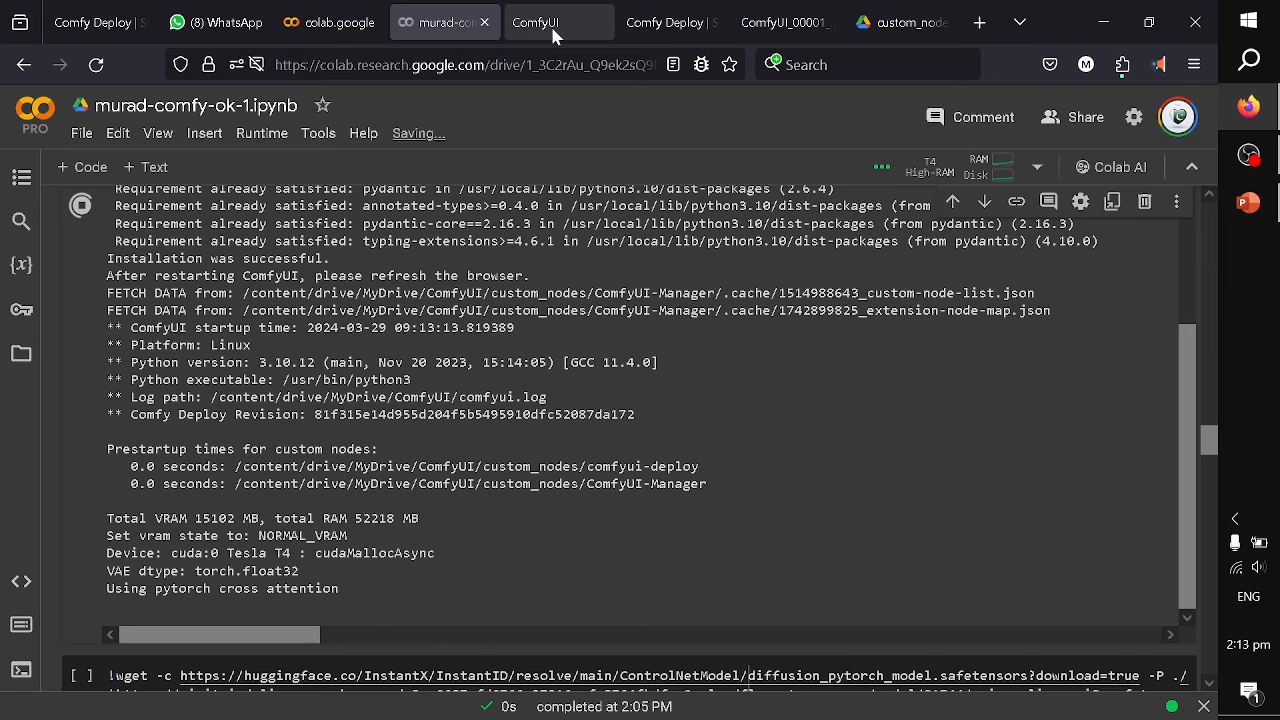 Comfy Deploy |
(8) WhatsApp
colab.google
murad-co
ComfyUI
Comfy Deploy |
ComfyUI_00001_
custom_node
https://colab.research.google.com/drive/1_3C2rAu_Q9ek2sQ9
Search
M
murad-comfy-ok-1.ipynb
PRO
File Edit View Insert Runtime Tools Help Saving...
Comment
Share
+ Code + Text
T4
High-RAM
RAM
Disk
Colab AI
Requirement already satisfied: pydantic in /usr/local/lib/python3.10/dist-packages (2.6.4)
Requirement already satisfied: annotated-types>=0.4.0 in /usr/local/lib/python3.10/dist-packages (from
Requirement already satisfied: pydantic-core==2.16.3 in /usr/local/lib/python3.10/dist-packages (from pydantic) (2.16.3)
Requirement already satisfied: typing-extensions>=4.6.1 in /usr/local/lib/python3.10/dist-packages (from pydantic) (4.10.0)
Installation was successful.
After restarting ComfyUI, please refresh the browser.
FETCH DATA from: /content/drive/MyDrive/ComfyUI/custom_nodes/ComfyUI-Manager/.cache/1514988643_custom-node-list.json
FETCH DATA from: /content/drive/MyDrive/ComfyUI/custom_nodes/ComfyUI-Manager/.cache/1742899825_extension-node-map.json
** ComfyUI startup time: 2024-03-29 09:13:13.819389
** Platform: Linux
** Python version: 3.10.12 (main, Nov 20 2023, 15:14:05) [GCC 11.4.0]
** Python executable: /usr/bin/python3
** Log path: /content/drive/MyDrive/ComfyUI/comfyui.log
** Comfy Deploy Revision: 81f315e14d955d204f5b5495910dfc52087da172
Prestartup times for custom nodes:
0.0 seconds: /content/drive/MyDrive/ComfyUI/custom_nodes/comfyui-deploy
0.0 seconds: /content/drive/MyDrive/ComfyUI/custom_nodes/ComfyUI-Manager
Total VRAM 15102 MB, total RAM 52218 MB
Set vram state to: NORMAL_VRAM
Device: cuda:0 Tesla T4 : cudaMallocAsync
VAE dtype: torch.float32
Using pytorch cross attention
[ ] !wget -c https://huggingface.co/InstantX/InstantID/resolve/main/ControlNetModel/diffusion_pytorch_model.safetensors?download=true -P ./
0s completed at 2:05 PM
ENG
2:13 PM
1